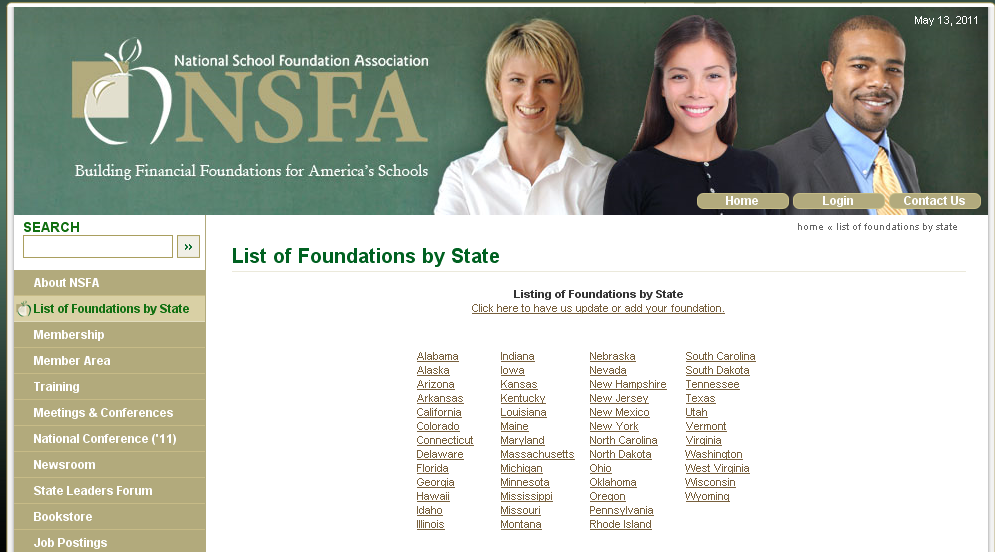 May 13, 2011
National School Foundation Association
NSFA
Building Financial Foundations for America's Schools
Home Login Contact Us
SEARCH
»
home « list of foundations by state
List of Foundations by State
About NSFA
List of Foundations by State
Membership
Member Area
Training
Meetings & Conferences
National Conference ('11)
Newsroom
State Leaders Forum
Bookstore
Job Postings
Listing of Foundations by State
Click here to have us update or add your foundation.
Alabama Indiana Nebraska South Carolina
Alaska Iowa Nevada South Dakota
Arizona Kansas New Hampshire Tennessee
Arkansas Kentucky New Jersey Texas
California Louisiana New Mexico Utah
Colorado Maine New York Vermont
Connecticut Maryland North Carolina Virginia
Delaware Massachusetts North Dakota Washington
Florida Michigan Ohio West Virginia
Georgia Minnesota Oklahoma Wisconsin
Hawaii Mississippi Oregon Wyoming
Idaho Missouri Pennsylvania
Illinois Montana Rhode Island